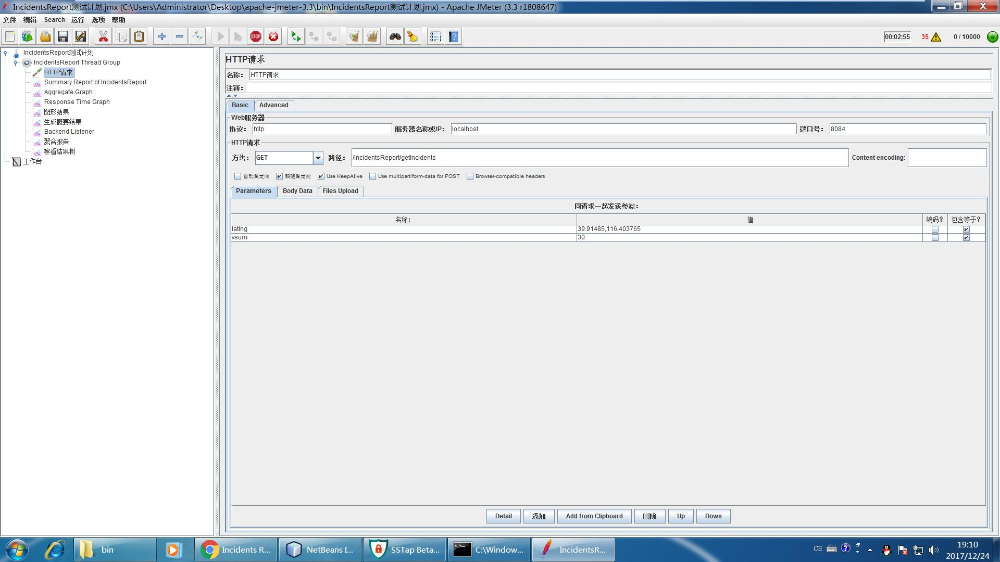 IncidentsReport测试计划.jmx (C:\Users\Administrator\Desktop\apache-jmeter-3.3\bin\IncidentsReport测试计划.jmx) - Apache JMeter (3.3 r1808647)
文件 编辑 Search 运行 选项 帮助
STOP 00:02:55 35 0 / 10000
IncidentsReport测试计划
IncidentsReport Thread Group
HTTP请求
Summary Report of IncidentsReport
Aggregate Graph
Response Time Graph
图形结果
生成概要结果
Backend Listener
聚合报告
察看结果树
工作台
HTTP请求
名称: HTTP请求
注释:
Basic Advanced
Web服务器
协议: http 服务器名称或IP: localhost 端口号: 8084
HTTP请求
方法: GET 路径: /IncidentsReport/getIncidents Content encoding:
自动重定向 跟随重定向 Use KeepAlive Use multipart/form-data for POST Browser-compatible headers
Parameters Body Data Files Upload
同请求一起发送参数:
名称: 值 编码? 包含等于?
latlng 39.91485,116.403765
vsum 30
Detail 添加 Add from Clipboard 删除 Up Down
bin Incidents R... NetBeans I... SSTap Beta... C:\Window... IncidentsR... CH 19:10
2017/12/24